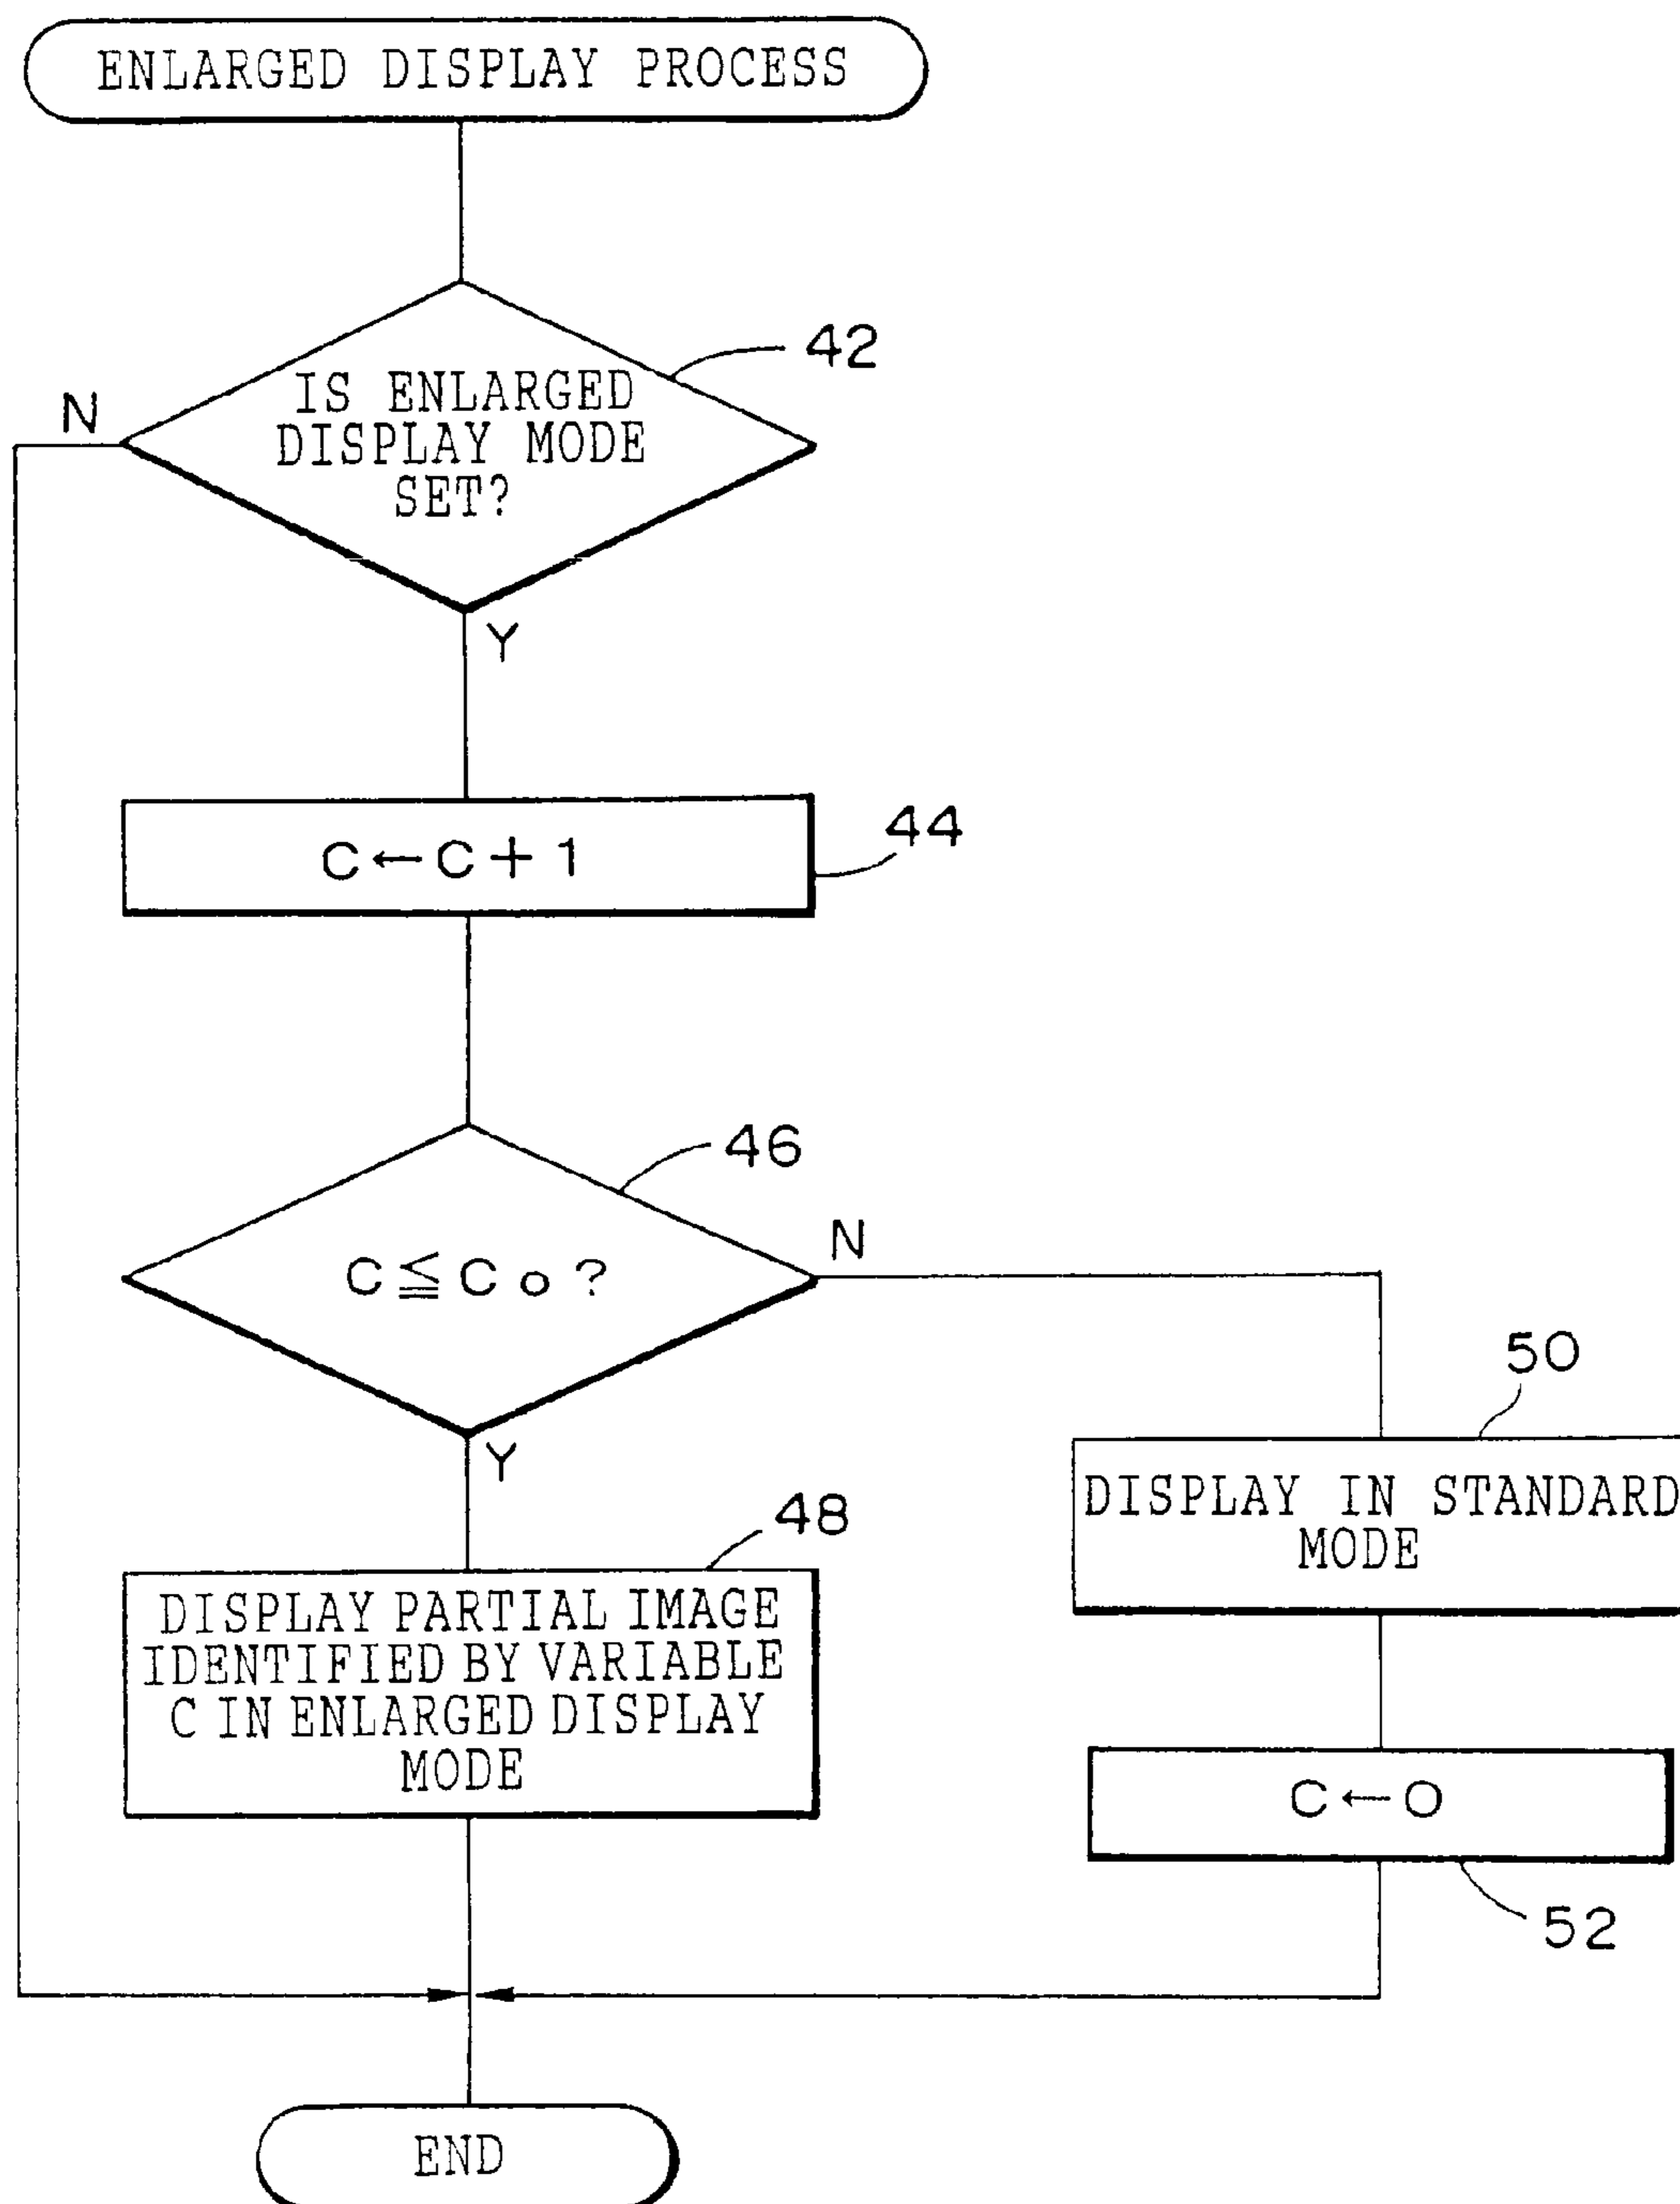 ENLARGED DISPLAY PROCESS
42
N
IS ENLARGED
DISPLAY MODE
SET?
Y
44
C←C+1
46
N
C≦Co?
Y
50
DISPLAY IN STANDARD
MODE
48
DISPLAY PARTIAL IMAGE
IDENTIFIED BY VARIABLE
C IN ENLARGED DISPLAY
MODE
C←0
52
END